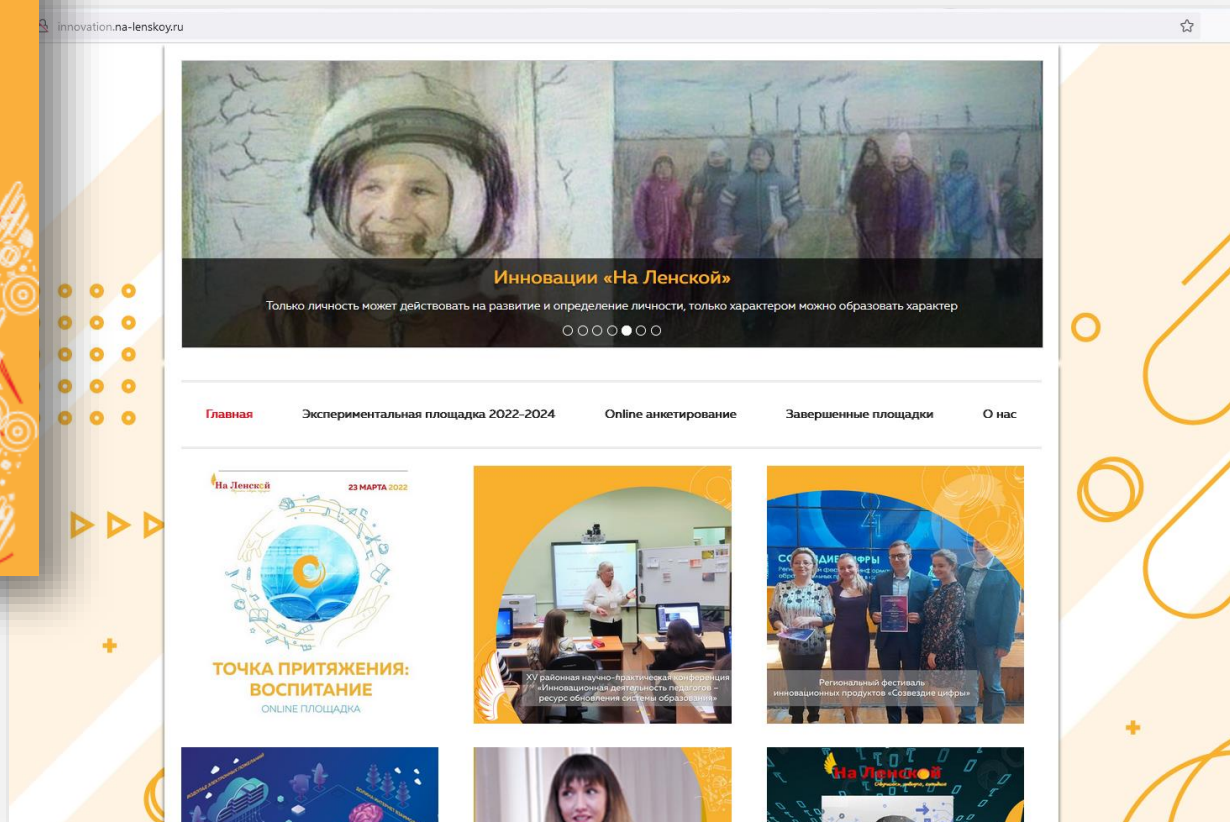 innovation.na-lenskoy.ru
Инновации «На Ленской»
Только личность может действовать на развитие и определение личности, только характером можно образовать характер
Главная
Экспериментальная площадка 2022-2024
Online анкетирование
Завершенные площадки
О нас
На Ленской
23 МАРТА 2022
ТОЧКА ПРИТЯЖЕНИЯ:
ВОСПИТАНИЕ
ONLINE ПЛОЩАДКА
XV районная научно-практическая конференция
«Инновационная деятельность педагогов –
ресурс обновления системы образования»
Региональный фестиваль
инновационных продуктов «Созвездие цифры»
На Ленской